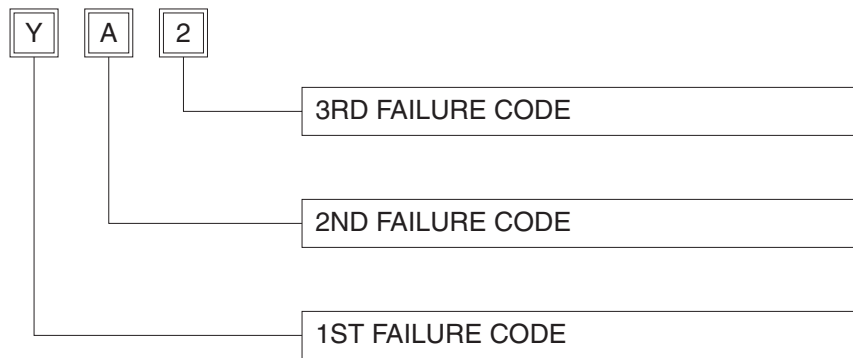 Y A 2
3RD FAILURE CODE
2ND FAILURE CODE
1ST FAILURE CODE